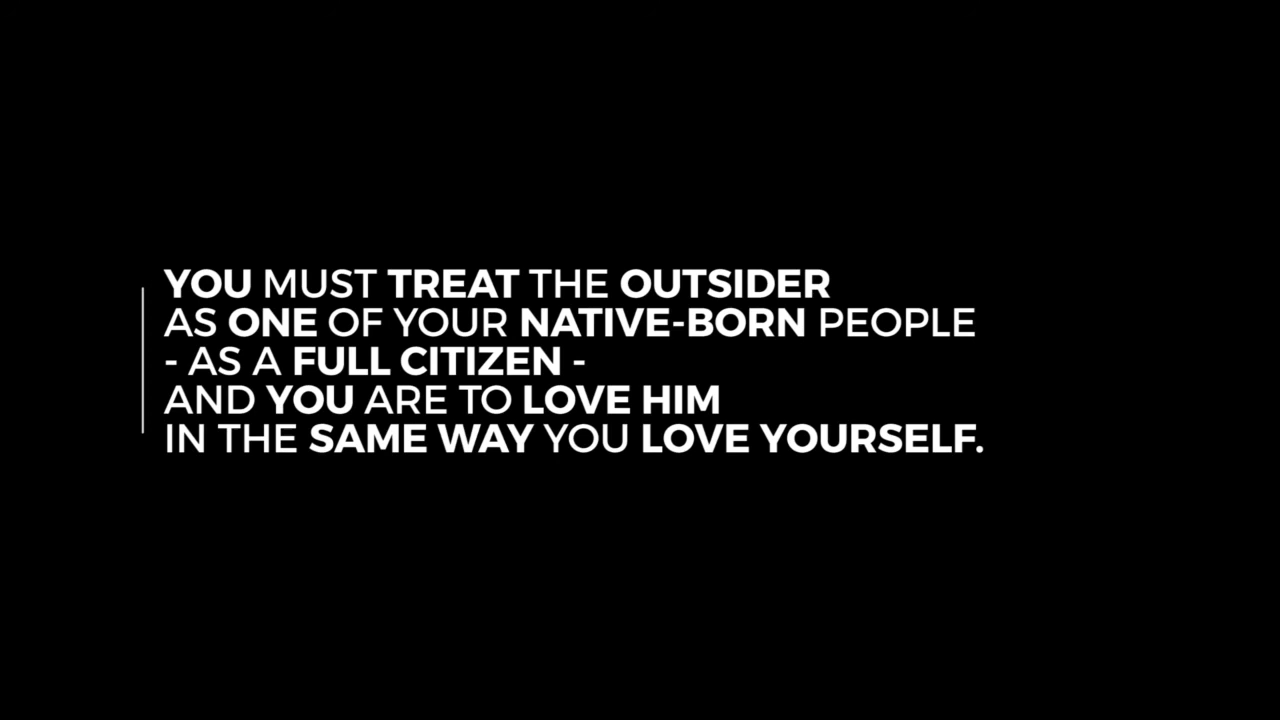 YOU MUST TREAT THE OUTSIDER
AS ONE OF YOUR NATIVE-BORN PEOPLE
- AS A FULL CITIZEN -
AND YOU ARE TO LOVE HIM
IN THE SAME WAY YOU LOVE YOURSELF.